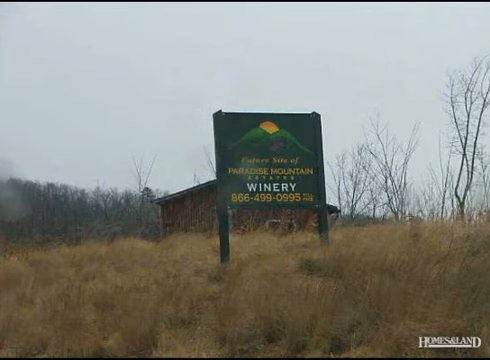 Future Site of
PARADISE MOUNTAIN
ESTATES
WINERY
866-499-0995
HOMES&LAND